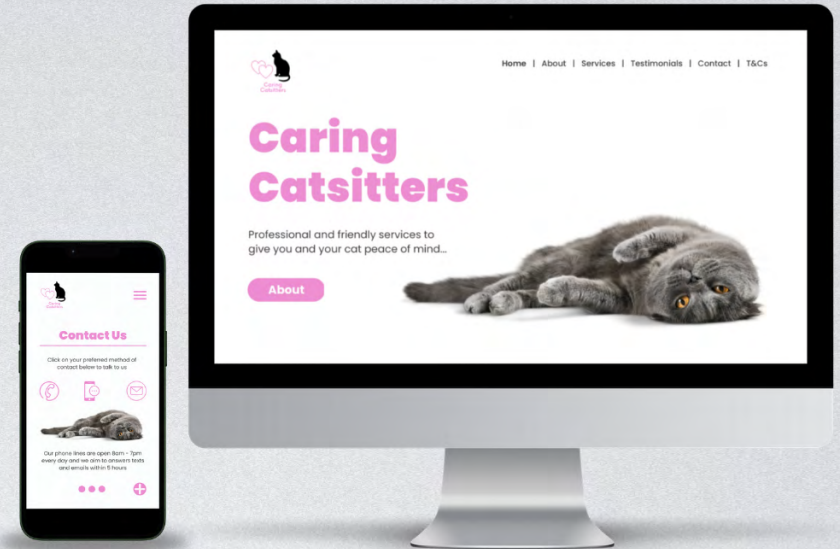 Caring
Catsitters
Home | About | Services | Testimonials | Contact | T&Cs
Caring
Catsitters
Professional and friendly services to
give you and your cat peace of mind...
About
Caring
Catsitters
Contact Us
Click on your preferred method of
contact below to talk to us
Our phone lines are open 8am - 7pm
every day and we aim to answers texts
and emails within 5 hours